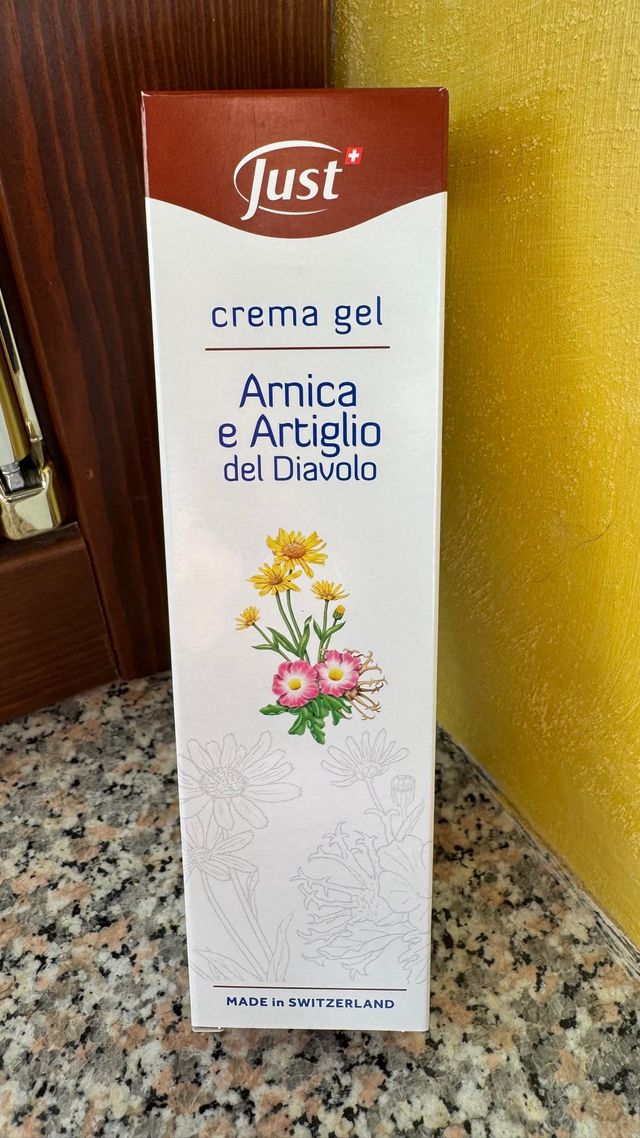 Just
crema gel
Arnica
e Artiglio
del Diavolo
MADE in SWITZERLAND